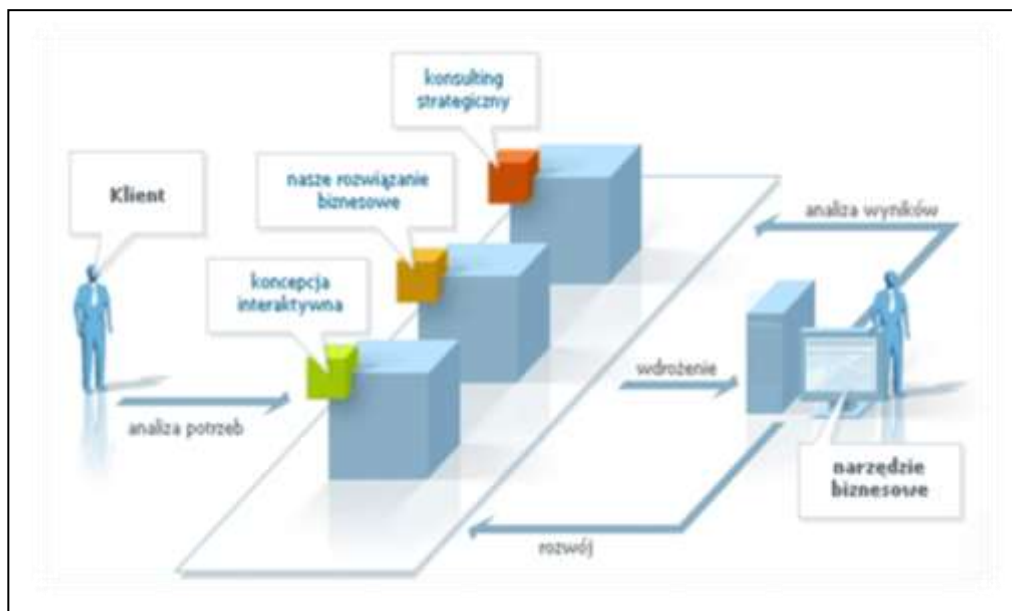 konsulting
strategiczny
Klient
nasze rozwiązanie
biznesowe
analiza wyników
koncepcja
interaktywna
wdrożenie
analiza potrzeb
narzędzie
biznesowe
rozwój